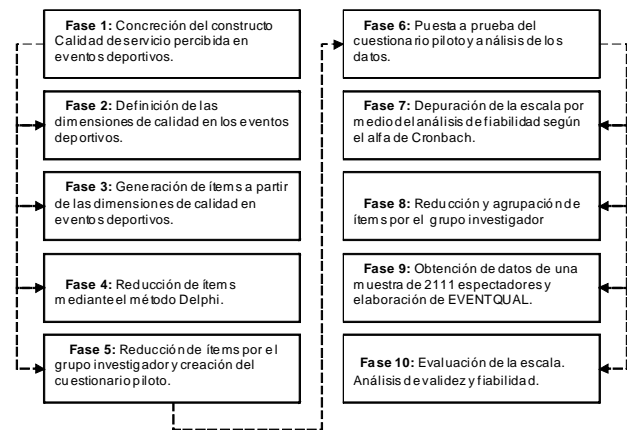 Fase 1: Concreción del constructo
Calidad de servicio percibida en
eventos deportivos.
Fase 2: Definición de las
dimensiones de calidad en los eventos
deportivos.
Fase 3: Generación de ítems a partir
de las dimensiones de calidad en
eventos deportivos.
Fase 4: Reducción de ítems
mediante el método Delphi.
Fase 5: Reducción de ítems por el
grupo investigador y creación del
cuestionario piloto.
Fase 6: Puesta a prueba del
cuestionario piloto y análisis de los
datos.
Fase 7: Depuración de la escala por
medio del análisis de fiabilidad según
el alfa de Cronbach.
Fase 8: Reducción y agrupación de
ítems por el grupo investigador
Fase 9: Obtención de datos de una
muestra de 2111 espectadores y
elaboración de EVENTQUAL.
Fase 10: Evaluación de la escala.
Análisis de validez y fiabilidad.